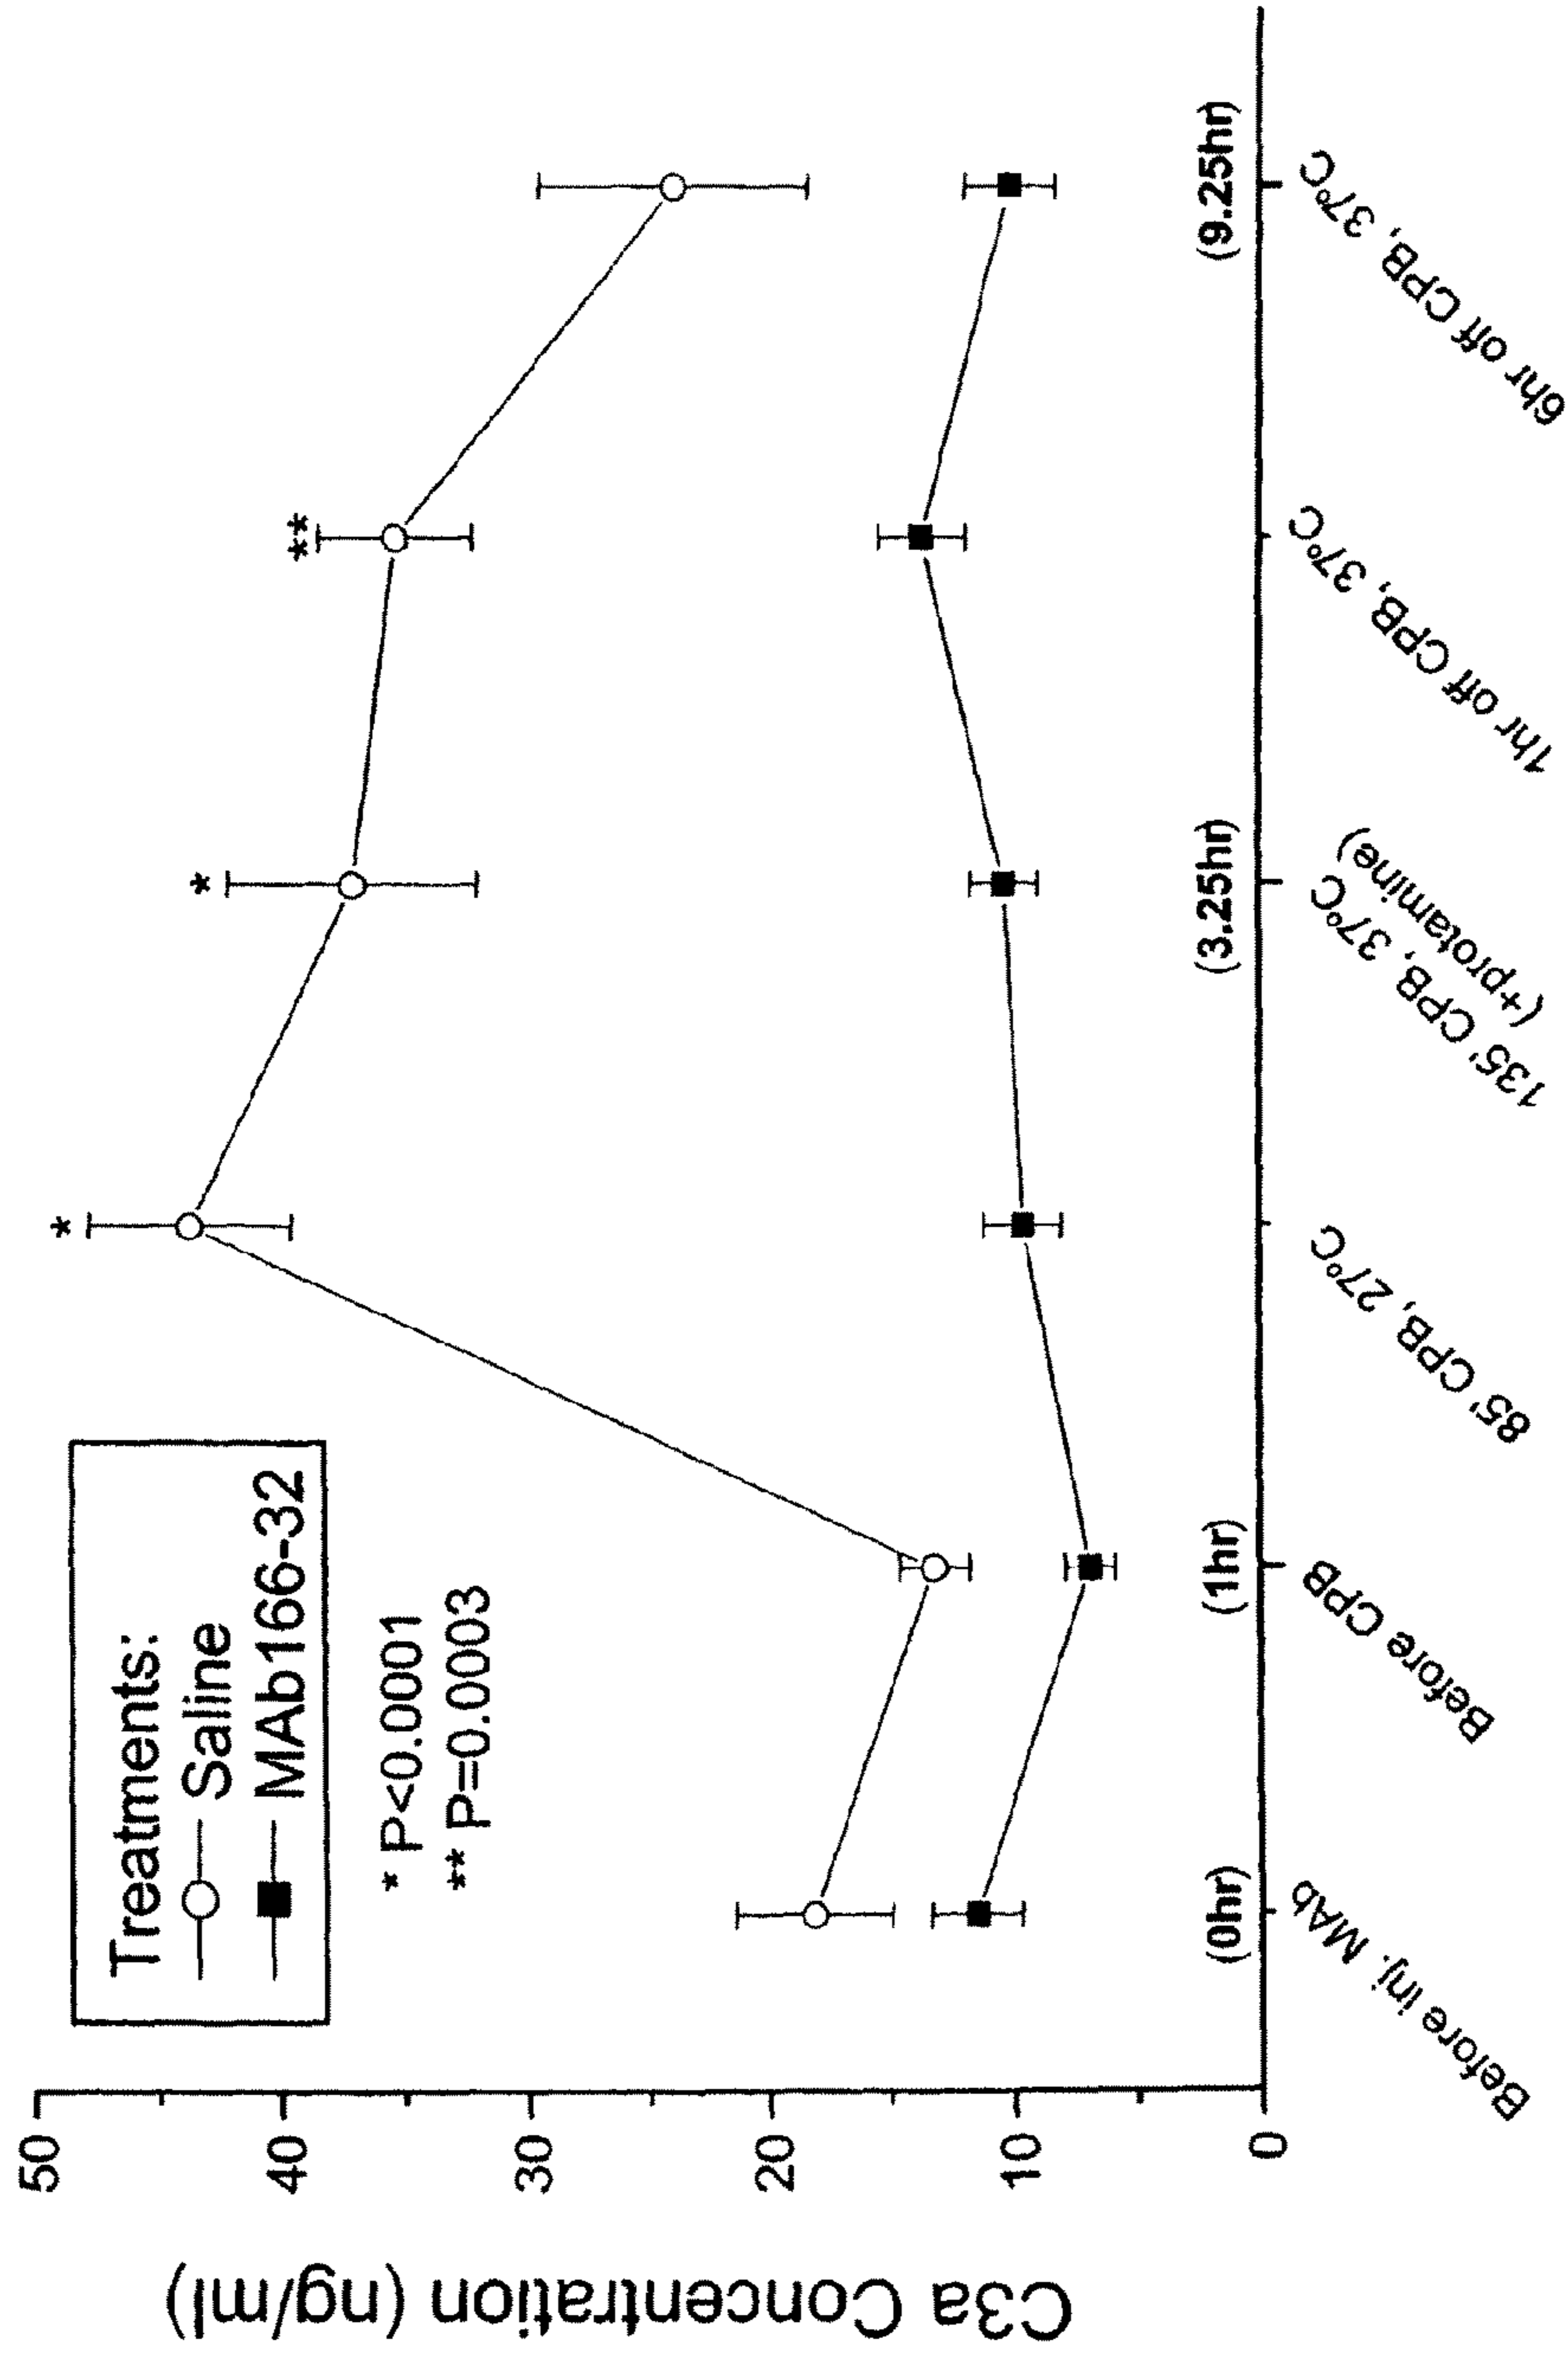 Treatments:
Saline
MAb166-32
* P<0.0001
** P=0.0003
*
*
**
C3a Concentration (ng/ml)
50
40
30
20
10
0
(0hr)
(1hr)
(3.25hr)
(9.25hr)
Before inj. MAb
Before CPB
85' CPB, 27°C
135' CPB, 37°C
(+protamine)
1hr off CPB, 37°C
6hr off CPB, 37°C